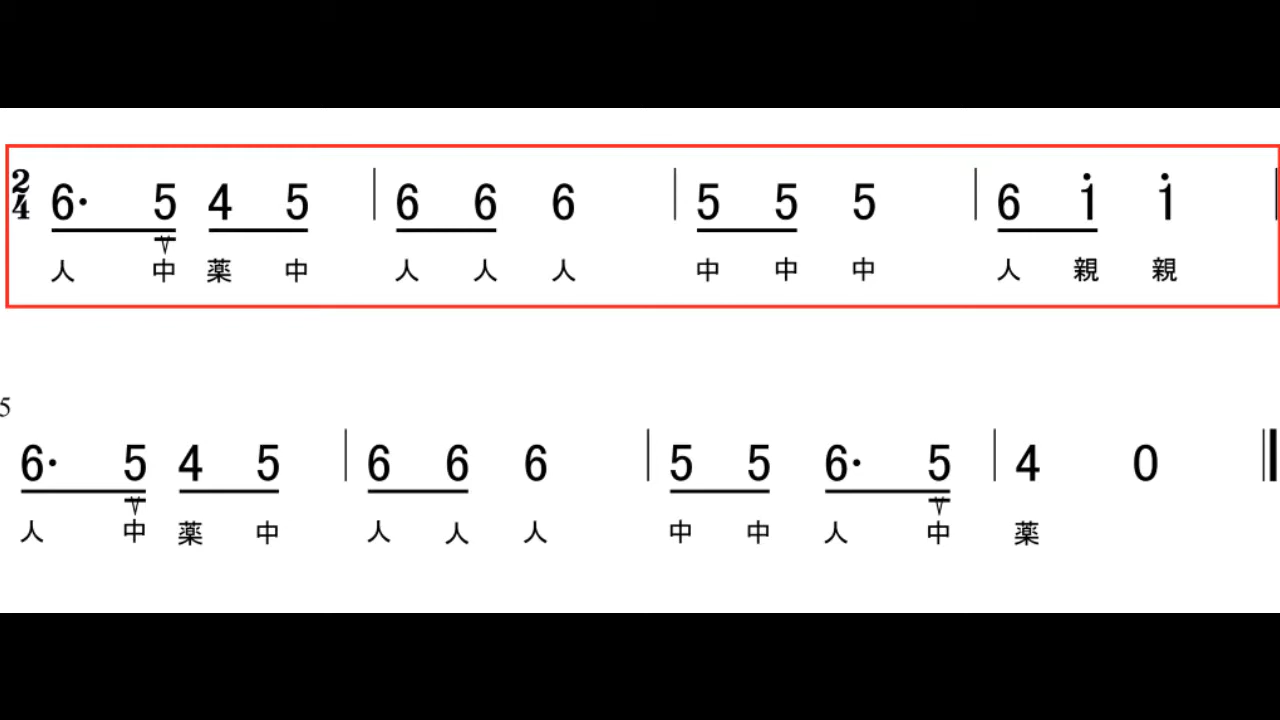 2/4 6· 5 4 5 | 6 6 6 | 5 5 5 | 6 i i |
人 中 薬 中 人 人 人 中 中 中 人 親 親
5
6· 5 4 5 | 6 6 6 | 5 5 6· 5 | 4 0 ‖
人 中 薬 中 人 人 人 中 中 人 中 薬